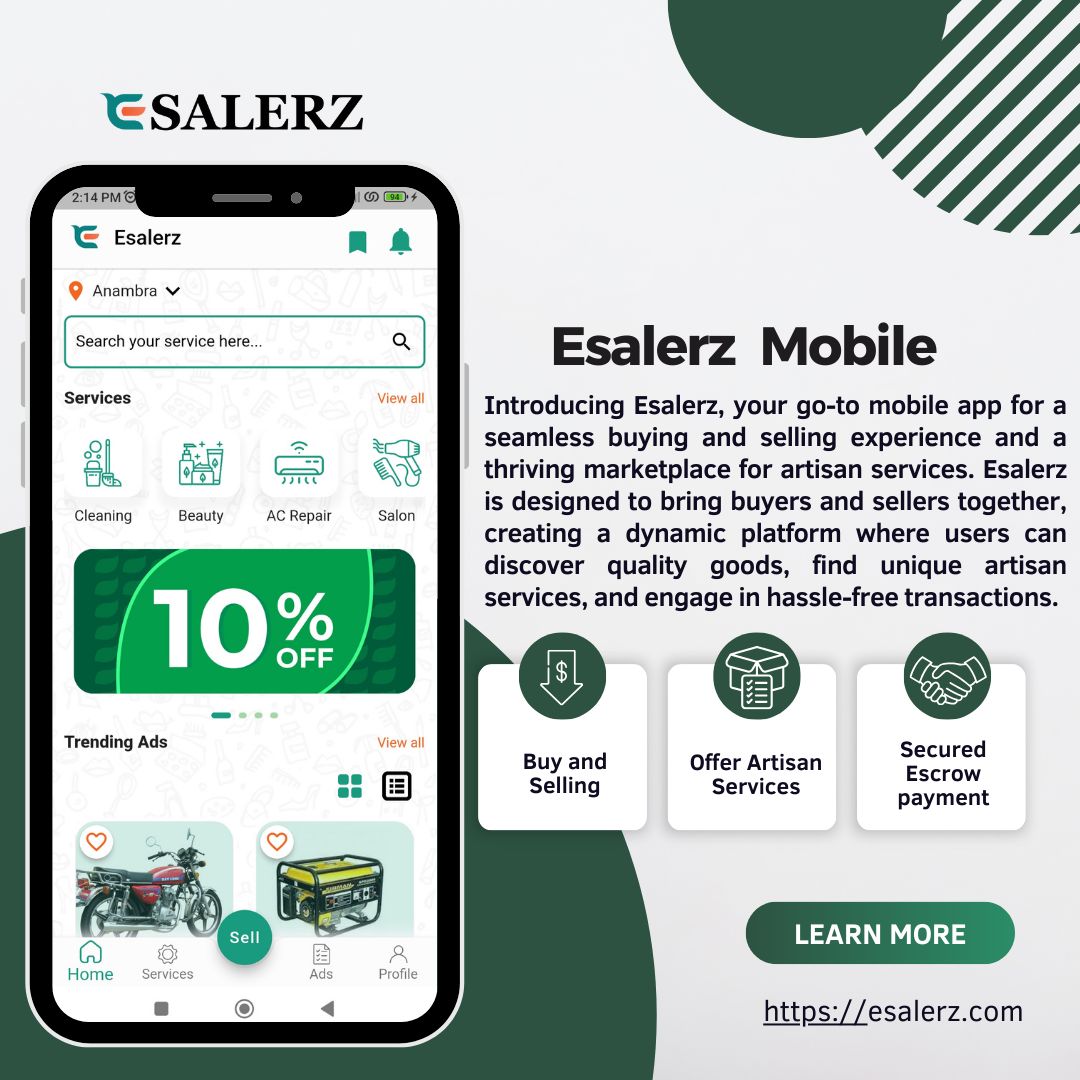 ESALERZ
2:14 PM
94
Esalerz
Anambra
Search your service here...
Services View all
Cleaning Beauty AC Repair Salon
10% OFF
Trending Ads View all
Sell
Home Services Ads Profile
Esalerz Mobile
Introducing Esalerz, your go-to mobile app for a
seamless buying and selling experience and a
thriving marketplace for artisan services. Esalerz
is designed to bring buyers and sellers together,
creating a dynamic platform where users can
discover quality goods, find unique artisan
services, and engage in hassle-free transactions.
$
Buy and
Selling
Offer Artisan
Services
Secured
Escrow
payment
LEARN MORE
https://esalerz.com